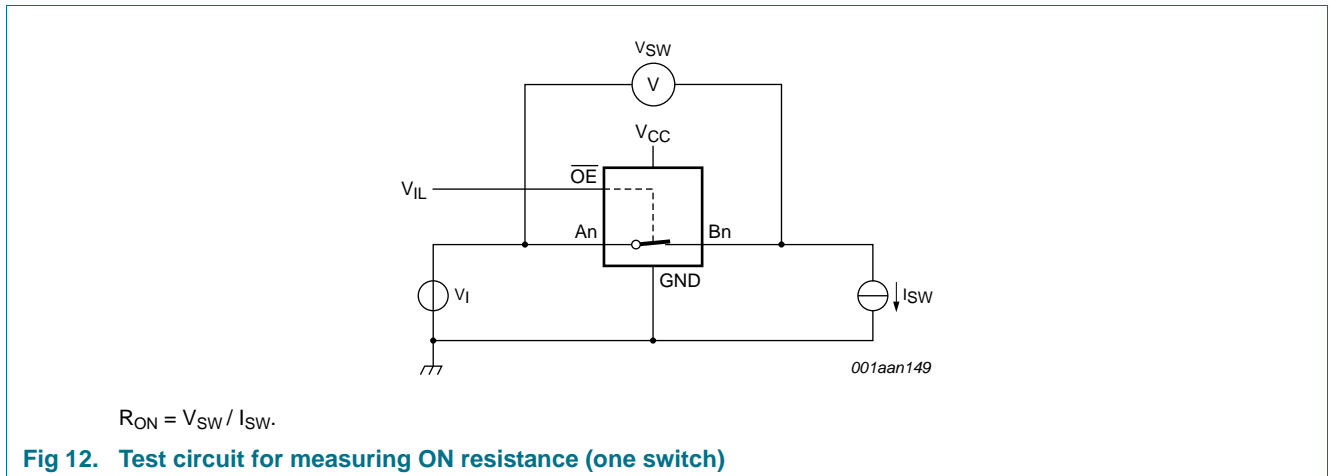 VSW
V
VCC
OE
VIL
An
Bn
GND
VI
ISW
001aan149
RON = VSW / ISW.
Fig 12. Test circuit for measuring ON resistance (one switch)